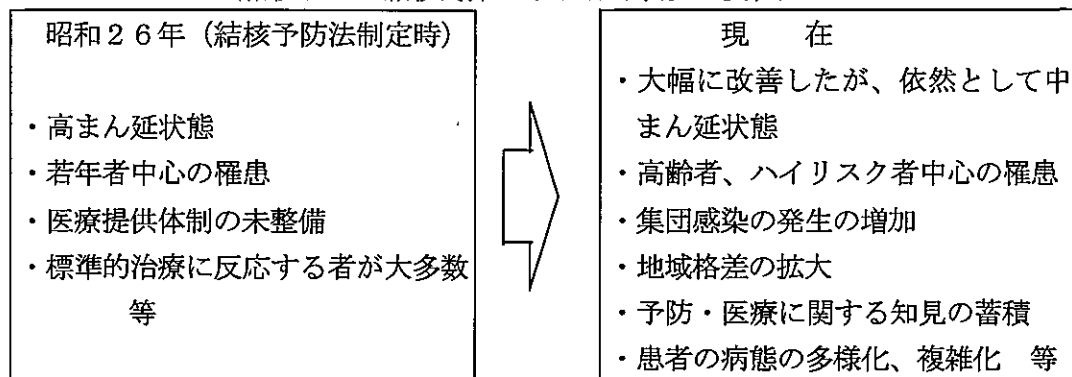 昭和２６年（結核予防法制定時）
・高まん延状態
・若年者中心の罹患
・医療提供体制の未整備
・標準的治療に反応する者が大多数
等
現　　在
・大幅に改善したが、依然として中
まん延状態
・高齢者、ハイリスク者中心の罹患
・集団感染の発生の増加
・地域格差の拡大
・予防・医療に関する知見の蓄積
・患者の病態の多様化、複雑化　等